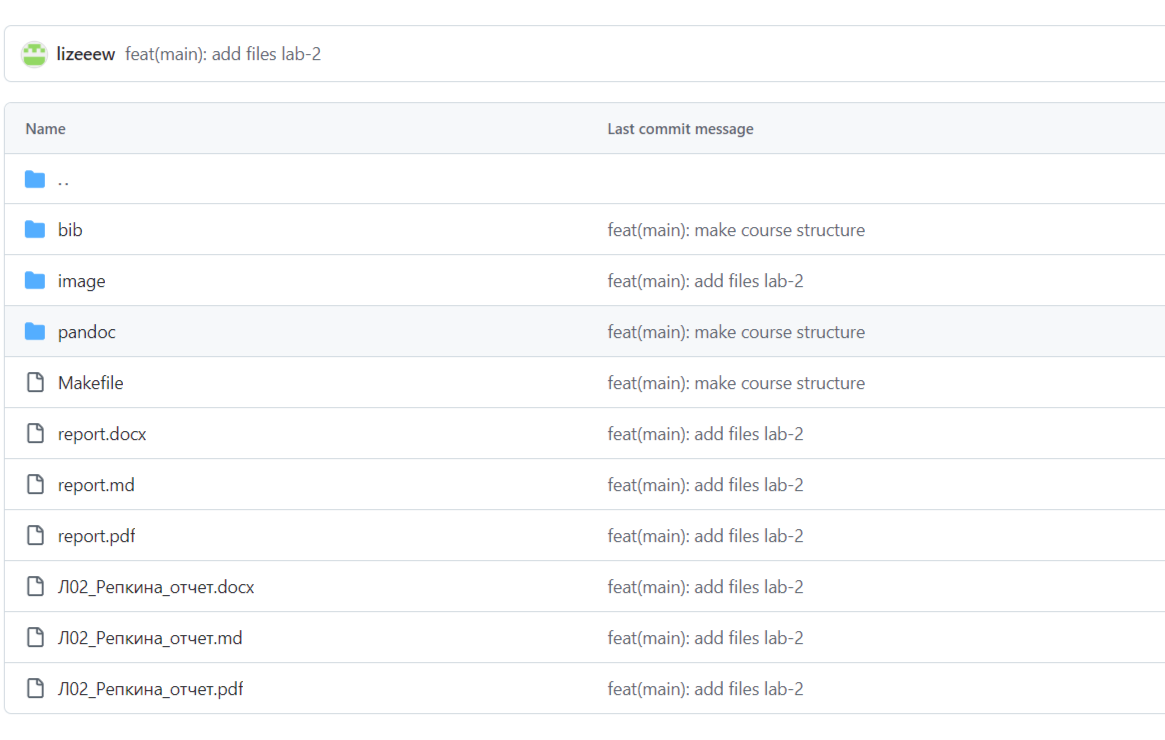 lizeeew feat(main): add files lab-2
Name Last commit message
..
bib feat(main): make course structure
image feat(main): add files lab-2
pandoc feat(main): make course structure
Makefile feat(main): make course structure
report.docx feat(main): add files lab-2
report.md feat(main): add files lab-2
report.pdf feat(main): add files lab-2
Л02_Репкина_отчет.docx feat(main): add files lab-2
Л02_Репкина_отчет.md feat(main): add files lab-2
Л02_Репкина_отчет.pdf feat(main): add files lab-2